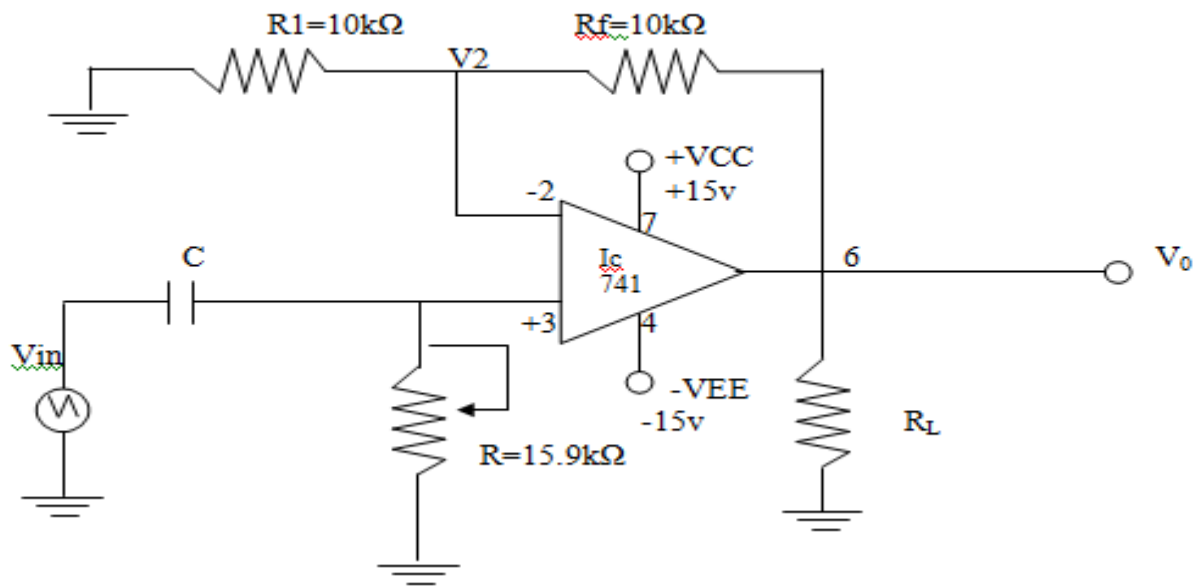 R1=10kΩ
Rf=10kΩ
V2
+VCC
+15v
-2
7
C
Ic
741
6
V₀
+3
4
Vin
-VEE
-15v
R_L
R=15.9kΩ